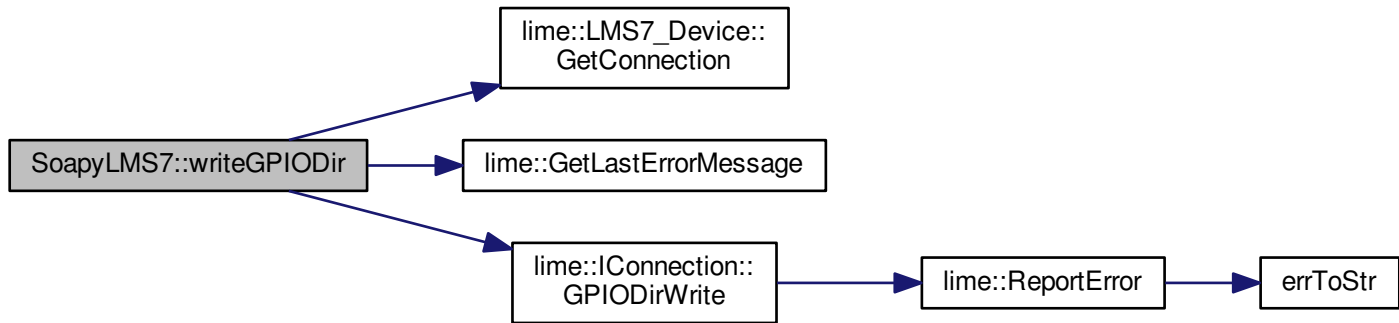 lime::LMS7_Device::
GetConnection
SoapyLMS7::writeGPIODir
lime::GetLastErrorMessage
lime::IConnection::
GPIODirWrite
lime::ReportError
errToStr